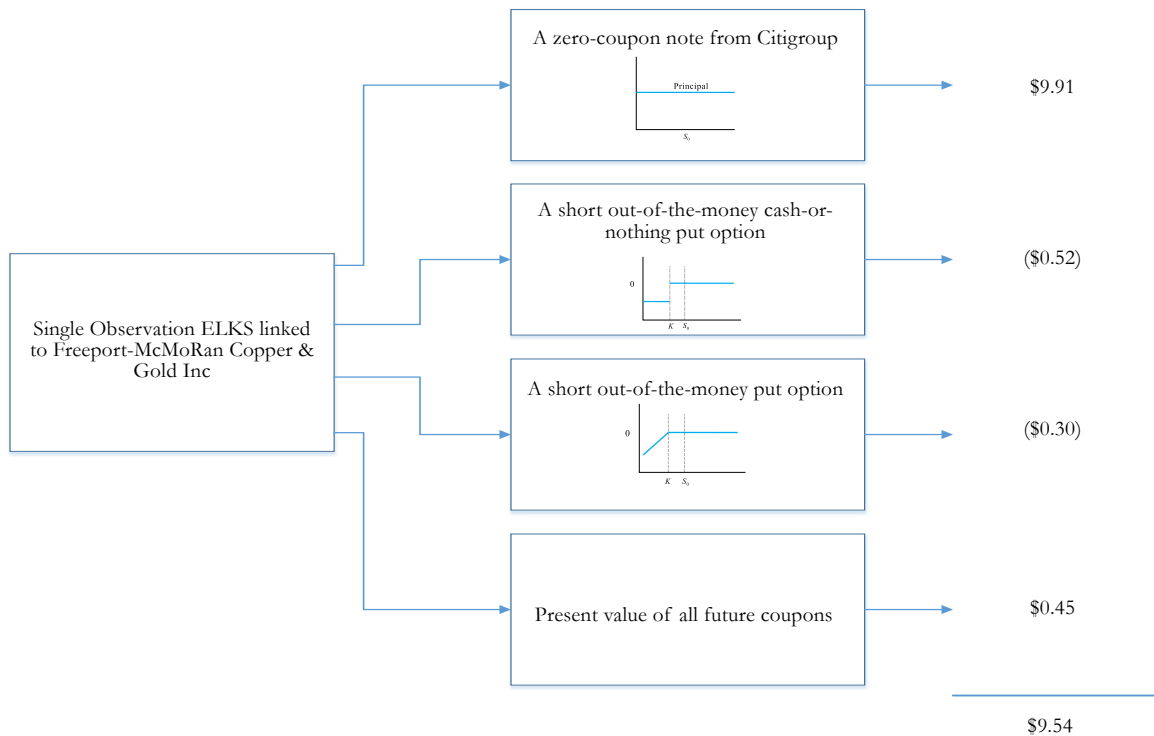 A zero-coupon note from Citigroup
Principal
S0
$9.91
A short out-of-the-money cash-or-
nothing put option
0
K
S0
($0.52)
Single Observation ELKS linked
to Freeport-McMoRan Copper &
Gold Inc
A short out-of-the-money put option
0
K
S0
($0.30)
Present value of all future coupons
$0.45
$9.54